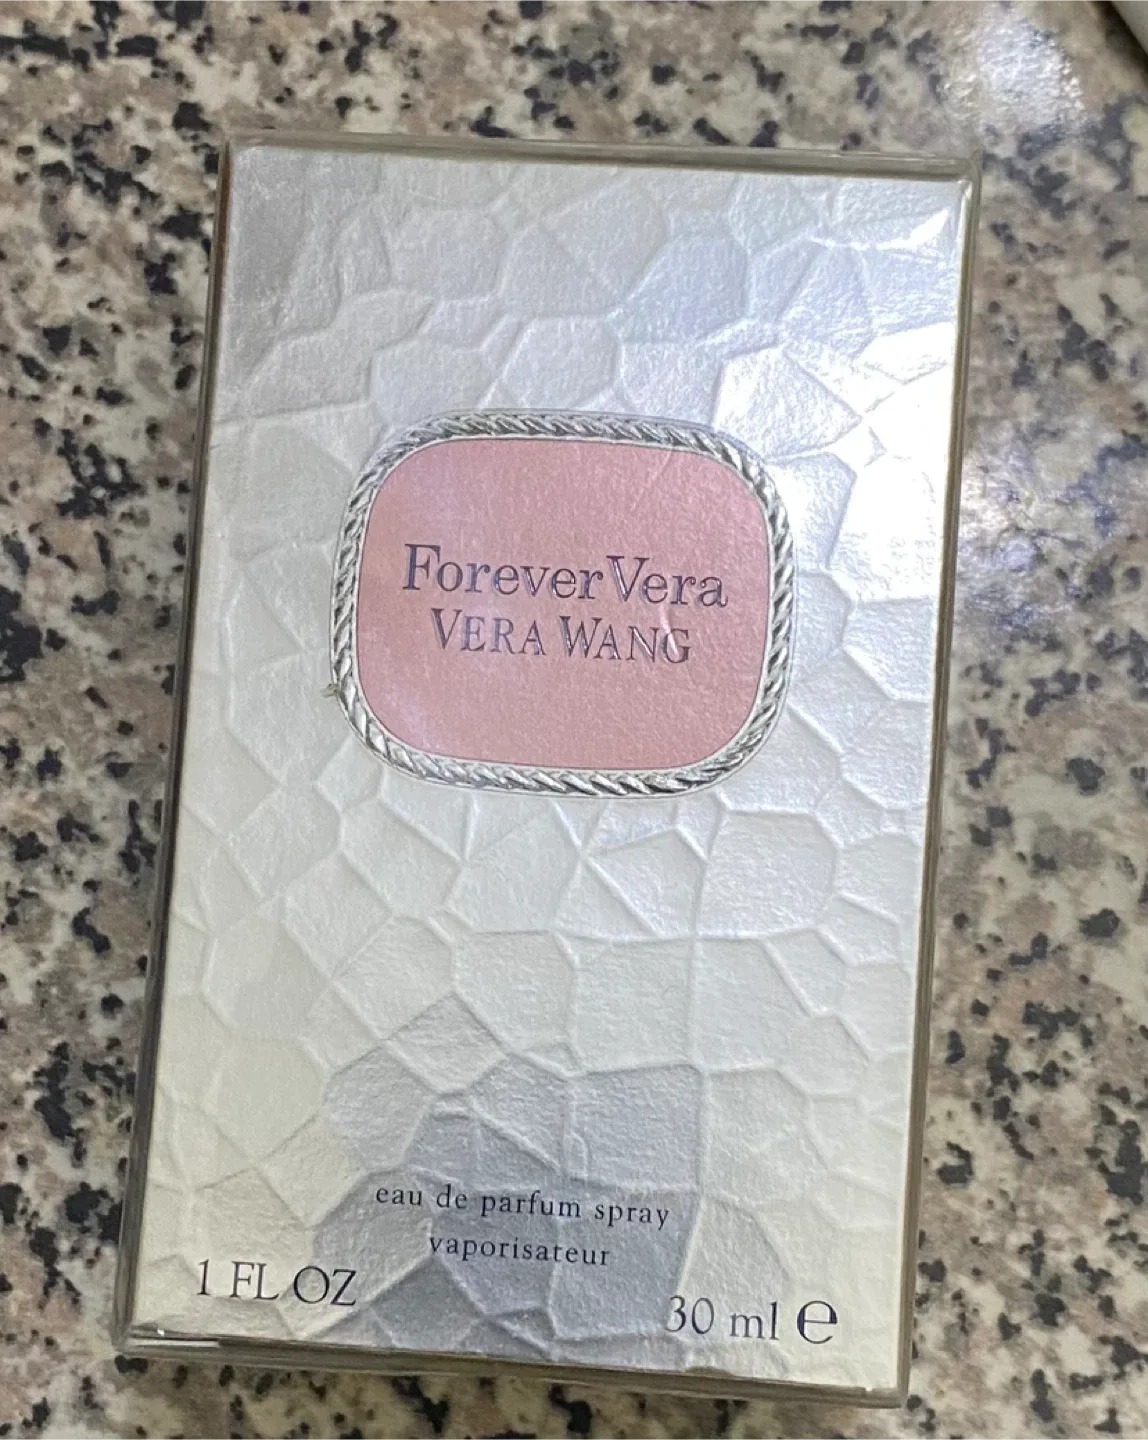 Forever Vera
VERA WANG
eau de parfum spray
vaporisateur
1 FL OZ
30 ml ℮